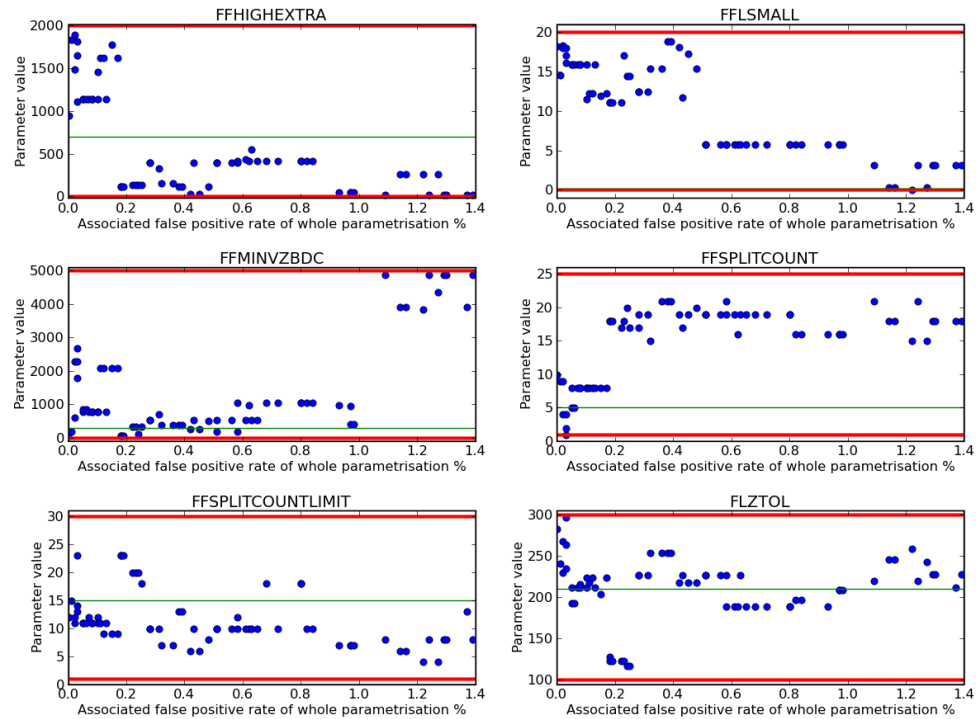 FFHIGHEXTRA
2000
1500
1000
500
0
Parameter value
0.0 0.2 0.4 0.6 0.8 1.0 1.2 1.4
Associated false positive rate of whole parametrisation %
FFLSMALL
20
15
10
5
0
Parameter value
0.0 0.2 0.4 0.6 0.8 1.0 1.2 1.4
Associated false positive rate of whole parametrisation %
FFMINVZBDC
5000
4000
3000
2000
1000
0
Parameter value
0.0 0.2 0.4 0.6 0.8 1.0 1.2 1.4
Associated false positive rate of whole parametrisation %
FFSPLITCOUNT
25
20
15
10
5
0
Parameter value
0.0 0.2 0.4 0.6 0.8 1.0 1.2 1.4
Associated false positive rate of whole parametrisation %
FFSPLITCOUNTLIMIT
30
25
20
15
10
5
0
Parameter value
0.0 0.2 0.4 0.6 0.8 1.0 1.2 1.4
Associated false positive rate of whole parametrisation %
FLZTOL
300
250
200
150
100
Parameter value
0.0 0.2 0.4 0.6 0.8 1.0 1.2 1.4
Associated false positive rate of whole parametrisation %